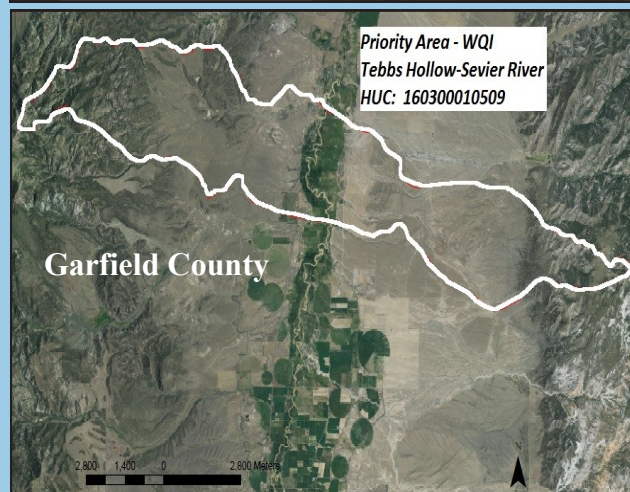 Priority Area - WQI
Tebbs Hollow-Sevier River
HUC: 160300010509
Garfield County
2,800 1,400 0 2,800 Meters
N